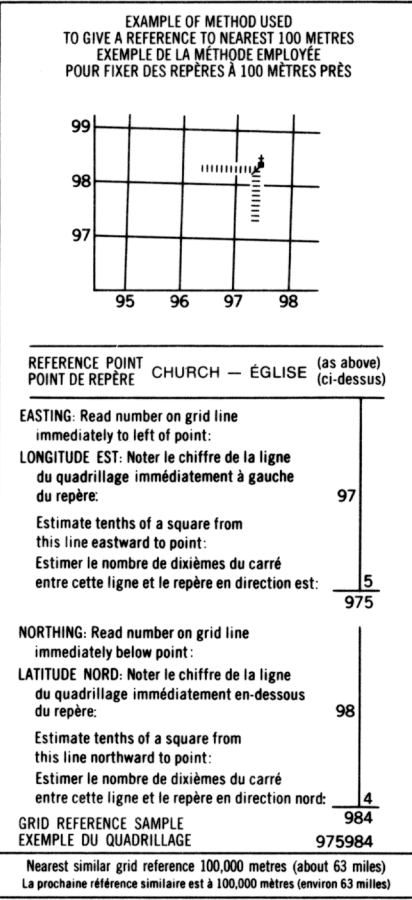 EXAMPLE OF METHOD USED
TO GIVE A REFERENCE TO NEAREST 100 METRES
EXEMPLE DE LA MÉTHODE EMPLOYÉE
POUR FIXER DES REPÈRES À 100 MÈTRES PRÈS
99
98
97
95 96 97 98
REFERENCE POINT
POINT DE REPÈRE
CHURCH — ÉGLISE
(as above)
(ci-dessus)
EASTING: Read number on grid line
immediately to left of point:
LONGITUDE EST: Noter le chiffre de la ligne
du quadrillage immédiatement à gauche
du repère: 97
Estimate tenths of a square from
this line eastward to point:
Estimer le nombre de dixièmes du carré
entre cette ligne et le repère en direction est: 5
975
NORTHING: Read number on grid line
immediately below point:
LATITUDE NORD: Noter le chiffre de la ligne
du quadrillage immédiatement en-dessous
du repère: 98
Estimate tenths of a square from
this line northward to point:
Estimer le nombre de dixièmes du carré
entre cette ligne et le repère en direction nord: 4
984
GRID REFERENCE SAMPLE
EXEMPLE DU QUADRILLAGE 975984
Nearest similar grid reference 100,000 metres (about 63 miles)
La prochaine référence similaire est à 100,000 mètres (environ 63 milles)